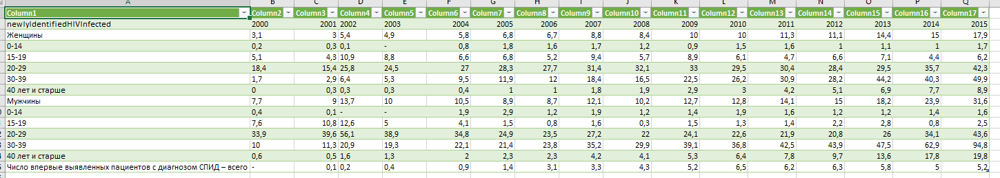 A B C D E F G H I J K L M N O P Q
Column1 Column2 Column3 Column4 Column5 Column6 Column7 Column8 Column9 Column10 Column11 Column12 Column13 Column14 Column15 Column16 Column17
newlyIdentifiedHIVInfected 2000 2001 2002 2003 2004 2005 2006 2007 2008 2009 2010 2011 2012 2013 2014 2015
Женщины 3,1 3 5,4 4,9 5,8 6,8 6,7 8,8 8,4 10 10 11,3 11,1 14,4 15 17,9
0-14 0,2 0,3 0,1 - 0,8 1,8 1,6 1,7 1,2 0,9 1,5 1,6 1 1,1 1 1,7
15-19 5,1 4,3 10,9 8,8 6,6 6,8 5,2 9,4 5,7 8,9 6,1 4,7 6,6 7,1 4,4 6,2
20-29 18,4 15,4 25,8 24,5 27 28,3 27,7 31,4 32,1 33 29,5 30,4 28,4 29,5 35,7 42,3
30-39 1,7 2,9 6,4 5,3 9,5 11,9 12 18,4 16,5 22,5 26,2 30,9 28,2 44,2 40,3 49,9
40 лет и старше 0 0,3 0,3 0,3 0,4 1 1 1,8 1,9 2,9 3 4,2 5,1 6,9 7,7 8,9
Мужчины 7,7 9 13,7 10 10,5 8,9 8,7 12,1 10,2 12,7 12,8 14,1 15 18,2 23,9 31,6
0-14 0,4 0,1 - - 1,9 2,9 1,2 1,9 1,2 1,4 1,9 1,6 1,2 1,2 1,4 1,6
15-19 7,6 10,8 12,6 5 4,1 1,5 0,8 1,6 0,3 1,5 1,3 1,4 2,2 2,8 0,8 2,5
20-29 33,9 39,6 56,1 38,9 34,8 24,9 23,5 27,2 22 24,1 22,6 21,9 20,8 26 34,1 43,6
30-39 10 11,3 20,9 19,3 22,1 21,4 23,8 35,2 29,9 39,1 36,8 42,5 43,9 47,5 62,9 94,8
40 лет и старше 0,6 0,5 1,6 1,3 2 2,3 2,3 4,2 4,1 5,3 6,4 7,8 9,7 13,6 17,8 19,8
Число впервые выявленных пациентов с диагнозом СПИД – всего - 0,1 0,2 0,4 0,9 1,4 3,1 3,3 4,3 5,2 6,5 6,2 6,3 5,8 5 5,2